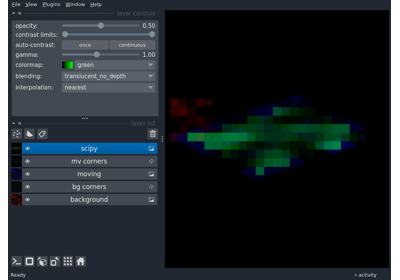 File View Plugins Window Help
layer controls
opacity: 0.50
contrast limits:
auto-contrast: once continuous
gamma: 1.00
colormap: green
blending: translucent_no_depth
interpolation: nearest
layer list
scipy
mv corners
moving
bg corners
background
Ready
activity